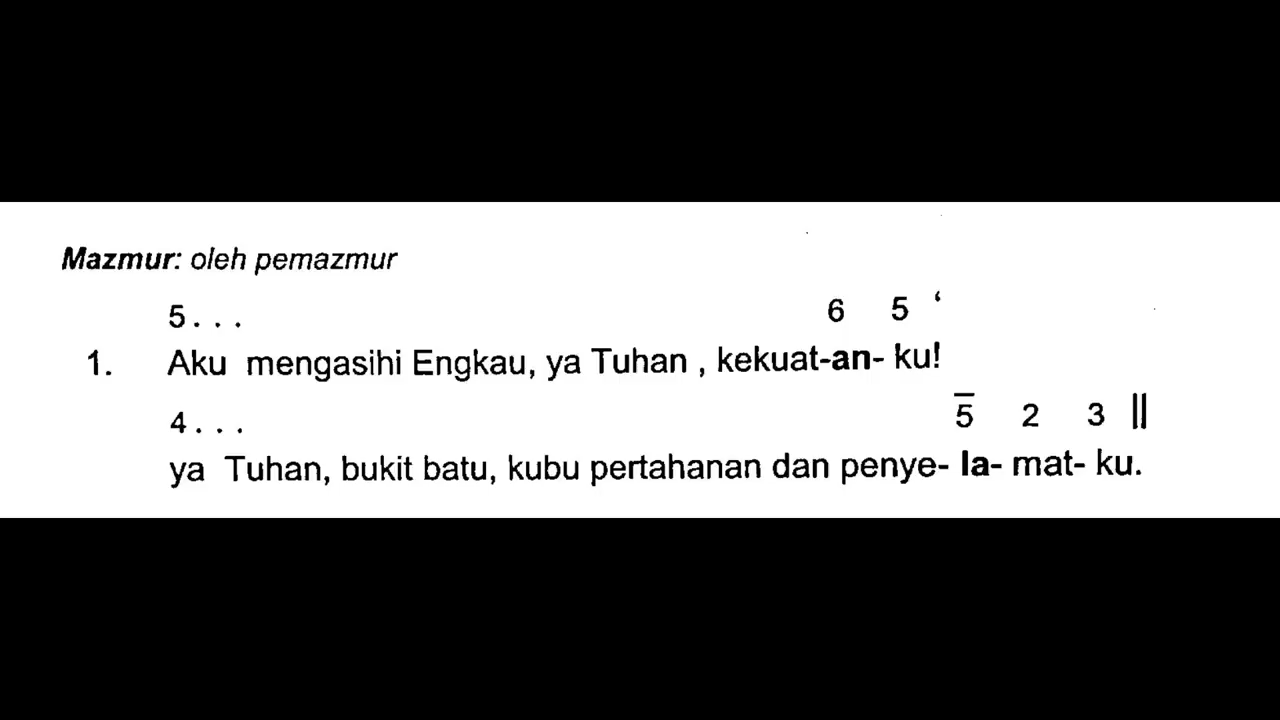 Mazmur: oleh pemazmur
5 . . . 6 5 ‘
1. Aku mengasihi Engkau, ya Tuhan , kekuat-an- ku!
4 . . . 5̅ 2 3 ||
ya Tuhan, bukit batu, kubu pertahanan dan penye- la- mat- ku.